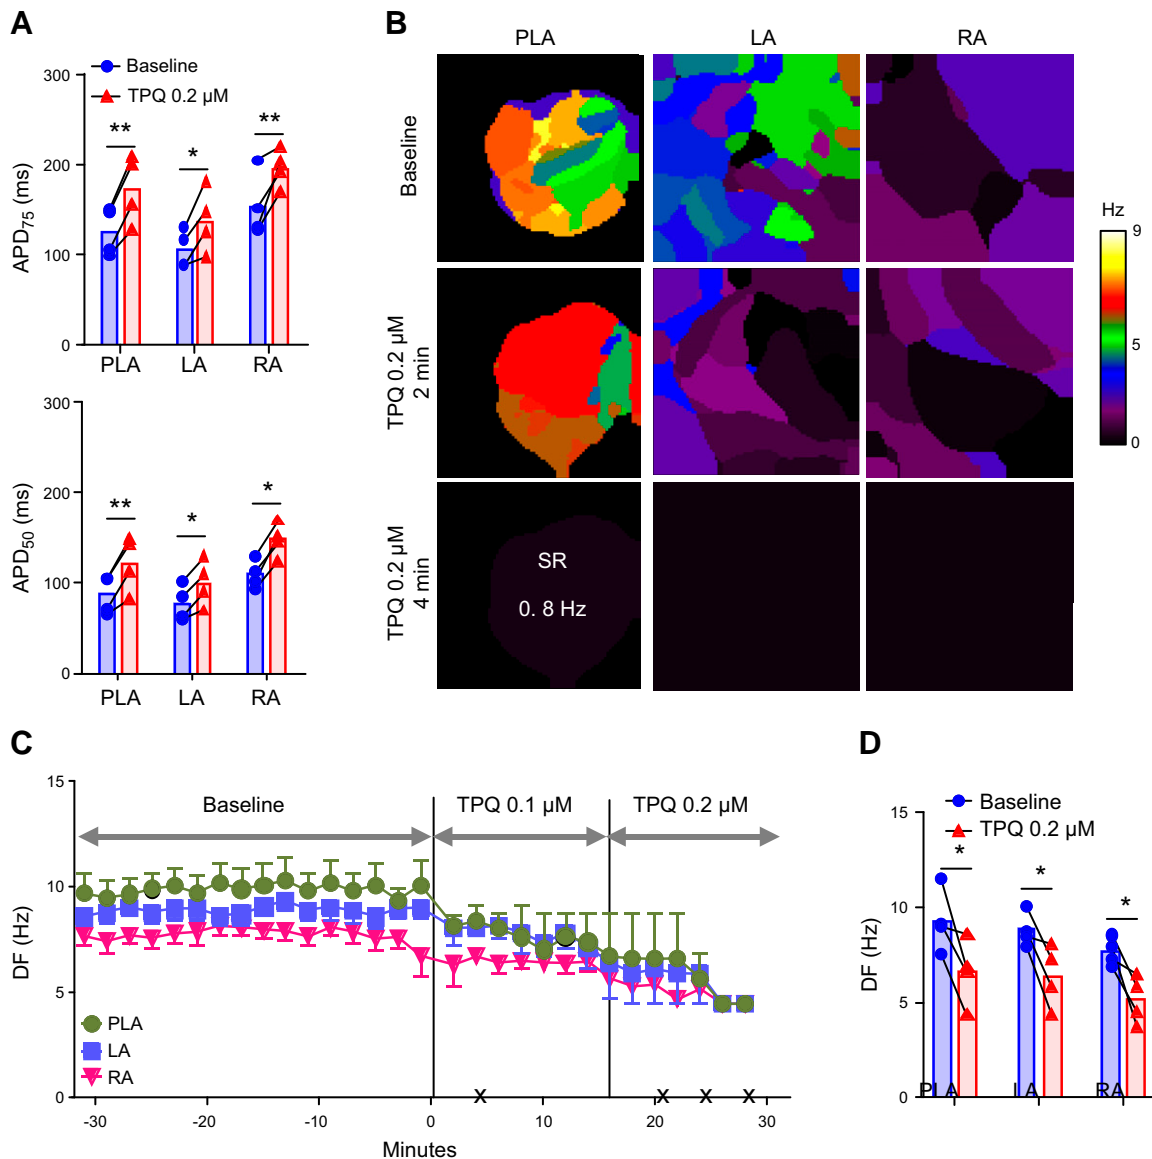 A
Baseline
TPQ 0.2 µM
300
200
100
0
APD75 (ms)
**
*
**
PLA LA RA
300
200
100
0
APD50 (ms)
**
*
*
PLA LA RA
B
PLA LA RA
Baseline
TPQ 0.2 µM
2 min
TPQ 0.2 µM
4 min
SR
0. 8 Hz
Hz
9
5
0
C
15
10
5
0
DF (Hz)
Baseline
TPQ 0.1 µM
TPQ 0.2 µM
PLA
LA
RA
x x x x
-30 -20 -10 0 10 20 30
Minutes
D
Baseline
TPQ 0.2 µM
15
10
5
0
DF (Hz)
*
*
*
PLA LA RA